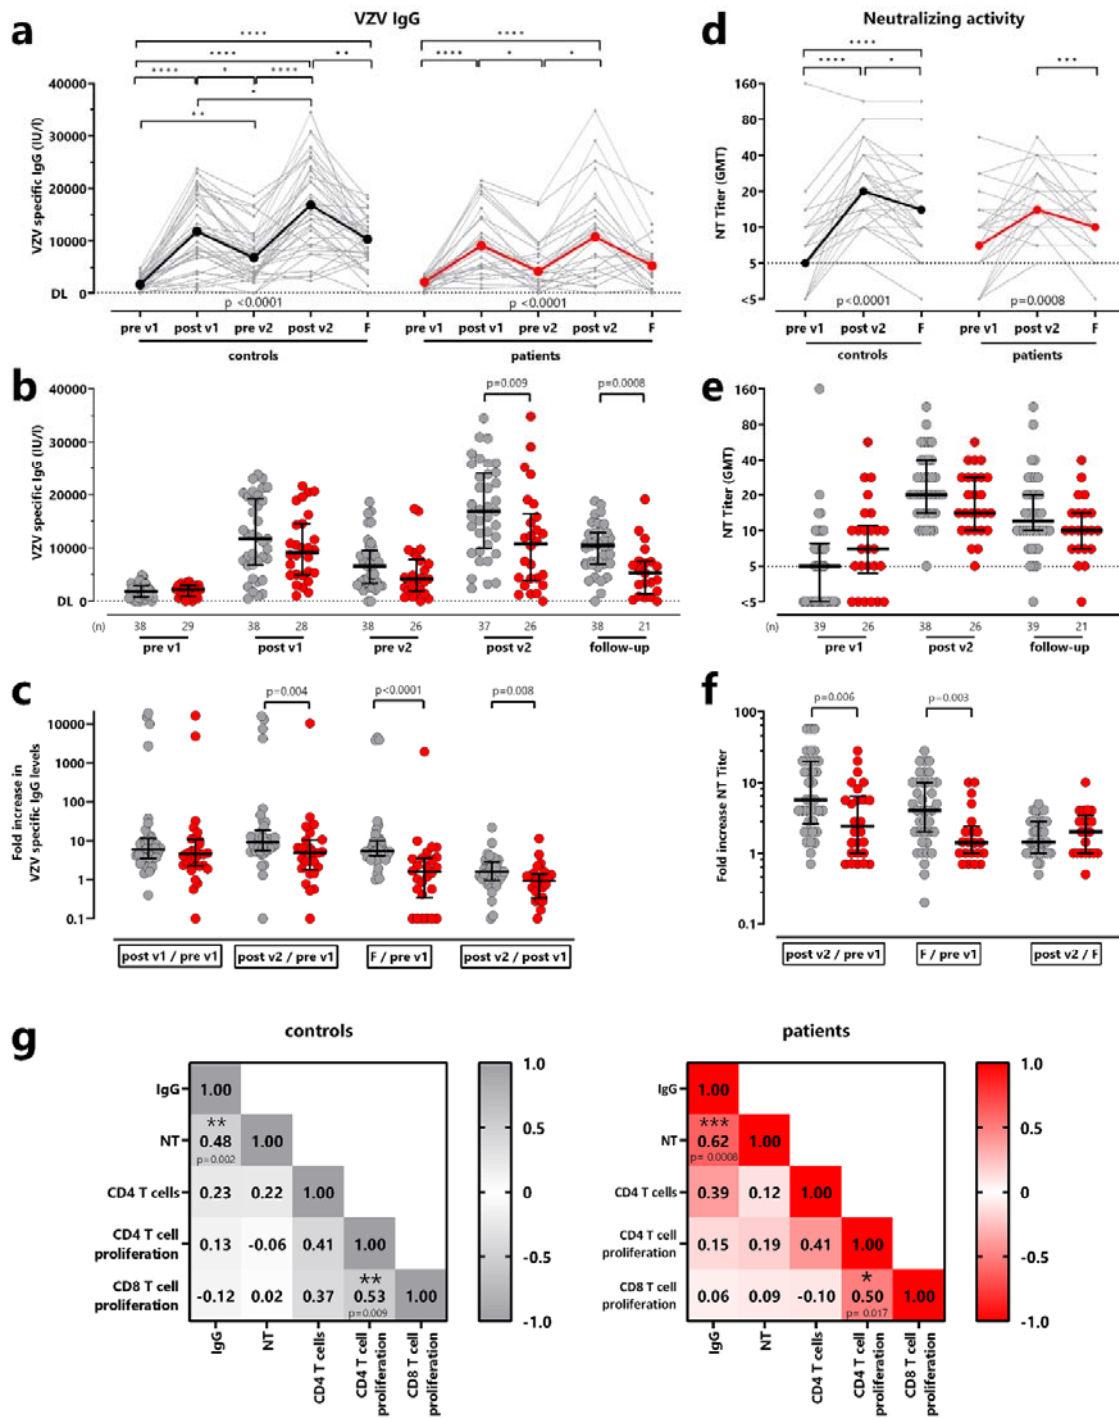 a
VZV IgG
**** ****
**** **
**** * **** **** * *
*
**
VZV specific IgG (IU/l)
40000
30000
20000
10000
DL 0
p <0.0001 p <0.0001
pre v1 post v1 pre v2 post v2 F pre v1 post v1 pre v2 post v2 F
controls patients
d
Neutralizing activity
****
**** * ***
NT Titer (GMT)
160
80
40
20
10
5
<5
p<0.0001 p=0.0008
pre v1 post v2 F pre v1 post v2 F
controls patients
b
p=0.009 p=0.0008
VZV specific IgG (IU/l)
40000
30000
20000
10000
DL 0
(n) 38 29 38 28 38 26 37 26 38 21
pre v1 post v1 pre v2 post v2 follow-up
e
NT Titer (GMT)
160
80
40
20
10
5
<5
(n) 39 26 38 26 39 21
pre v1 post v2 follow-up
c
p=0.004 p<0.0001 p=0.008
Fold increase in
VZV specific IgG levels
10000
1000
100
10
1
0.1
post v1 / pre v1 post v2 / pre v1 F / pre v1 post v2 / post v1
f
p=0.006 p=0.003
Fold increase NT Titer
100
10
1
0.1
post v2 / pre v1 F / pre v1 post v2 / F
g
controls
IgG 1.00
**
NT 0.48 1.00
p=0.002
CD4 T cells 0.23 0.22 1.00
CD4 T cell
proliferation 0.13 -0.06 0.41 1.00
**
CD8 T cell
proliferation -0.12 0.02 0.37 0.53 1.00
p=0.009
IgG NT CD4 T cells CD4 T cell proliferation CD8 T cell proliferation
1.0
0.5
0
-0.5
-1.0
patients
IgG 1.00
***
NT 0.62 1.00
p= 0.0008
CD4 T cells 0.39 0.12 1.00
CD4 T cell
proliferation 0.15 0.19 0.41 1.00
*
CD8 T cell
proliferation 0.06 0.09 -0.10 0.50 1.00
p= 0.017
IgG NT CD4 T cells CD4 T cell proliferation CD8 T cell proliferation
1.0
0.5
0
-0.5
-1.0